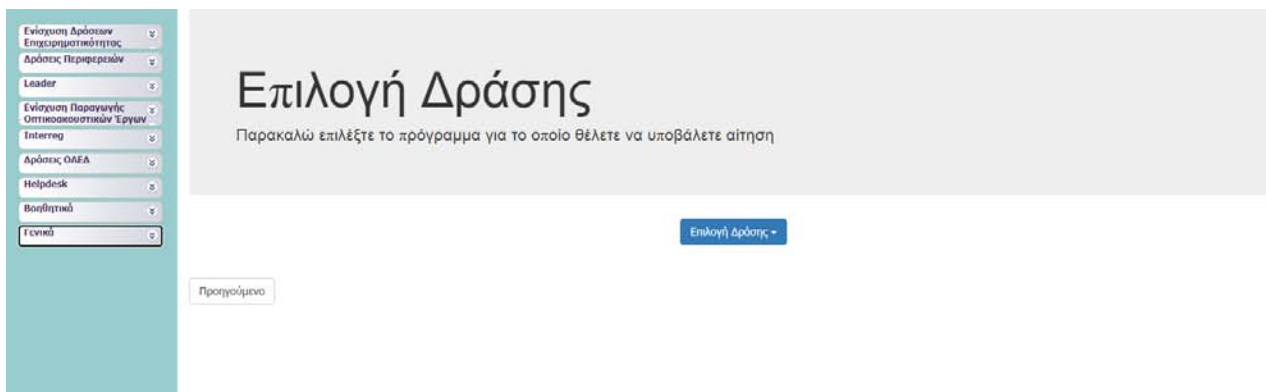 Ενίσχυση Δράσεων
Επιχειρηματικότητας
Δράσεις Περιφερειών
Leader
Ενίσχυση Παραγωγής
Οπτικοακουστικών Έργων
Interreg
Δράσεις ΟΑΕΔ
Helpdesk
Βοηθητικά
Γενικά
Επιλογή Δράσης
Παρακαλώ επιλέξτε το πρόγραμμα για το οποίο θέλετε να υποβάλετε αίτηση
Επιλογή Δράσης
Προηγούμενο